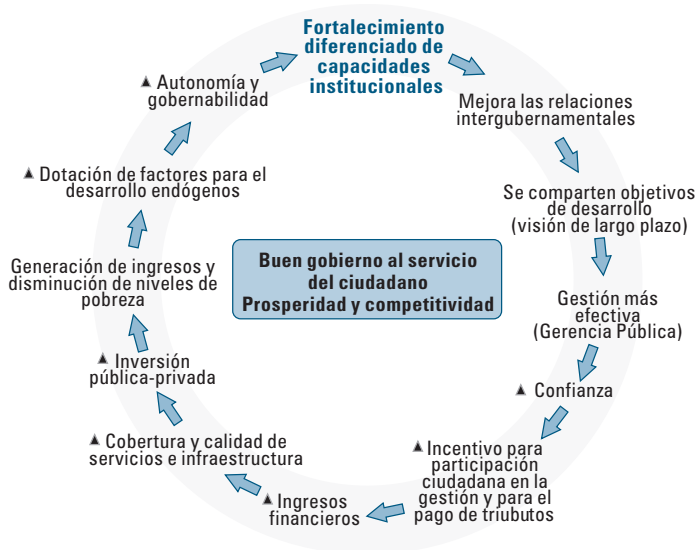 Fortalecimiento
diferenciado de
capacidades
institucionales
Mejora las relaciones
intergubernamentales
Se comparten objetivos
de desarrollo
(visión de largo plazo)
Gestión más
efectiva
(Gerencia Pública)
▲ Confianza
▲ Incentivo para
participación
ciudadana en la
gestión y para el
pago de triubutos
▲ Ingresos
financieros
▲ Cobertura y calidad de
servicios e infraestructura
▲ Inversión
pública-privada
Generación de ingresos y
disminución de niveles de
pobreza
▲ Dotación de factores para el
desarrollo endógenos
▲ Autonomía y
gobernabilidad
Buen gobierno al servicio
del ciudadano
Prosperidad y competitividad